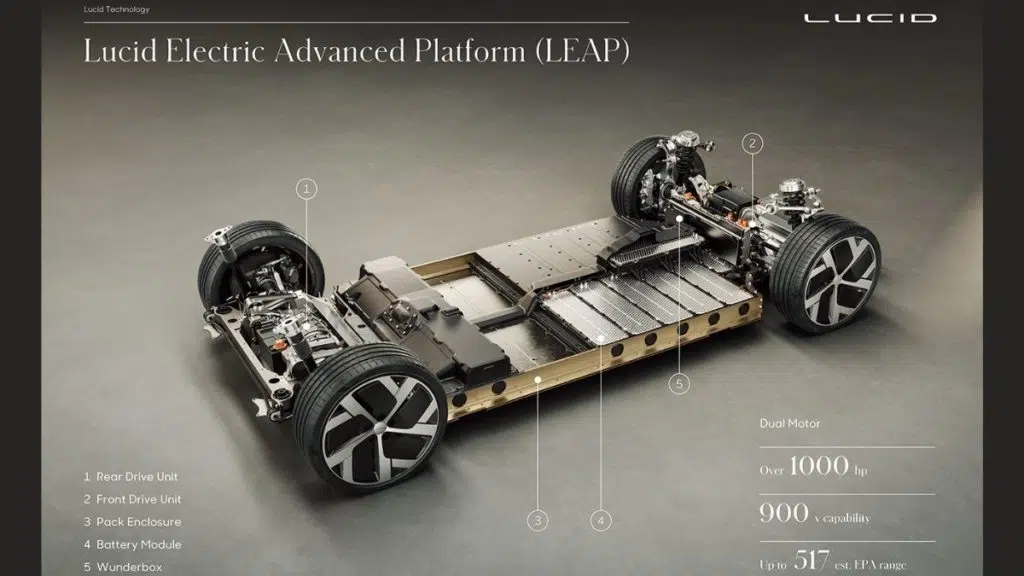 Lucid Technology
LUCID
Lucid Electric Advanced Platform (LEAP)
1
2
5
3
4
1 Rear Drive Unit
2 Front Drive Unit
3 Pack Enclosure
4 Battery Module
5 Wunderbox
Dual Motor
Over 1000 hp
900 v capability
Up to 517 est. EPA range